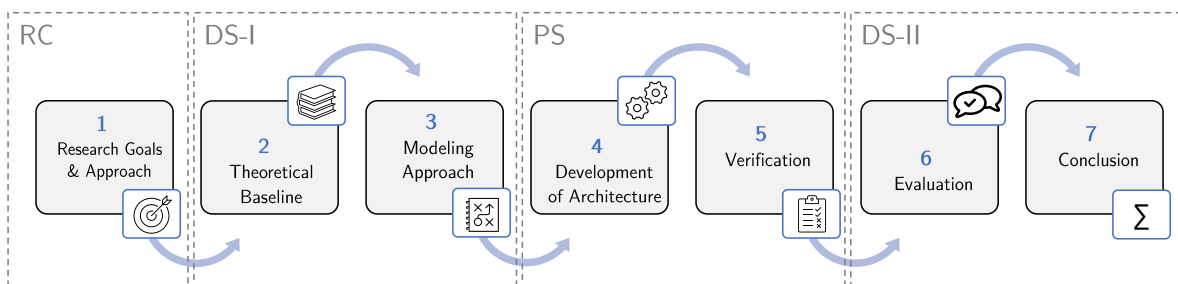 RC
DS-I
PS
DS-II
1
Research Goals
& Approach
2
Theoretical
Baseline
3
Modeling
Approach
4
Development
of Architecture
5
Verification
6
Evaluation
7
Conclusion
Σ